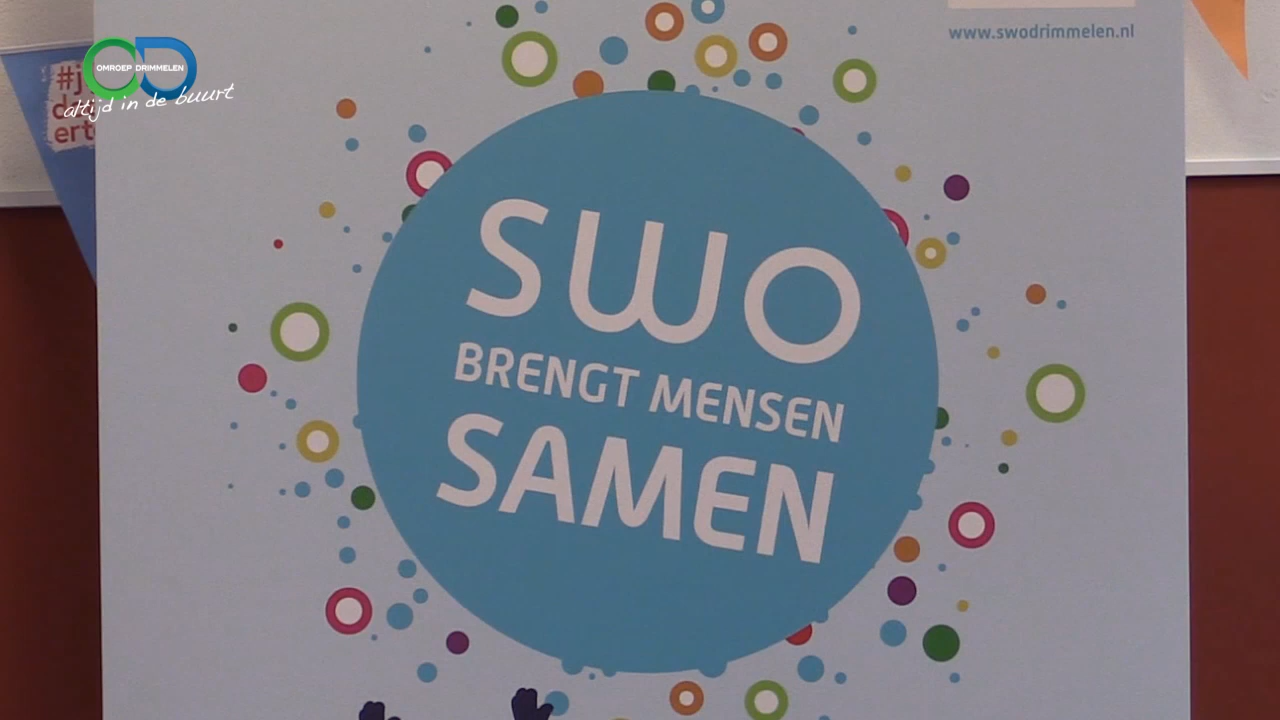 www.swodrimmelen.nl
OMROEP DRIMMELEN
altijd in de buurt
SWO
BRENGT MENSEN
SAMEN